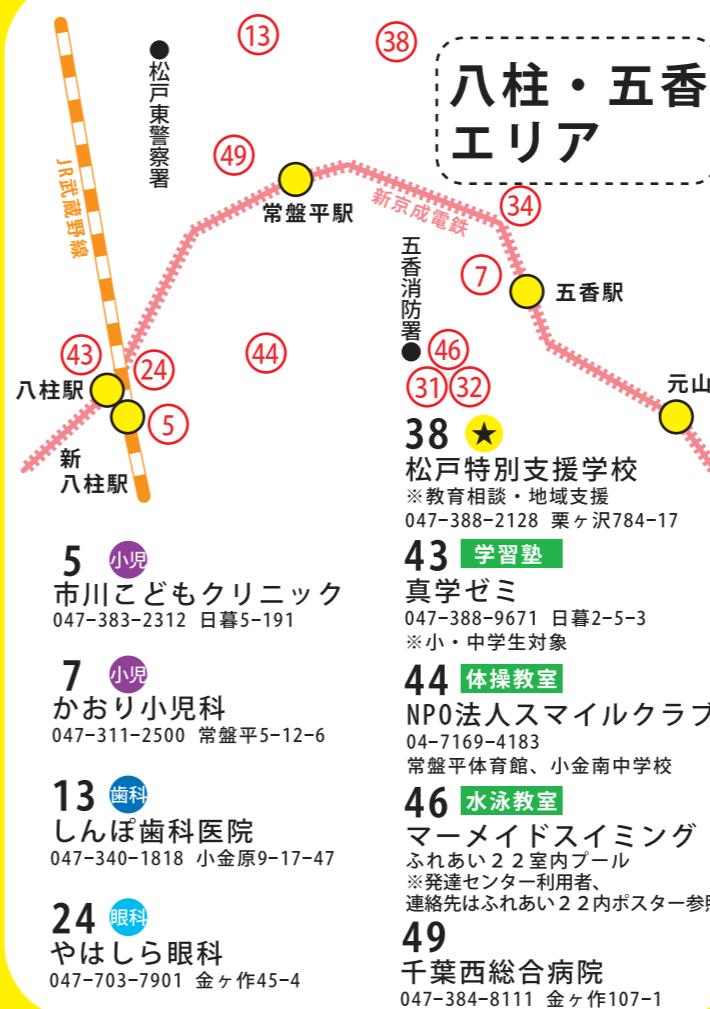 八柱・五香
エリア
13
38
松戸東警察署
49
常盤平駅
新京成電鉄
34
JR武蔵野線
五香消防署
7
五香駅
43
24
44
46
八柱駅
5
31
32
元山
新
八柱駅
5 小児
市川こどもクリニック
047-383-2312 日暮5-191
7 小児
かおり小児科
047-311-2500 常盤平5-12-6
13 歯科
しんぽ歯科医院
047-340-1818 小金原9-17-47
24 眼科
やはしら眼科
047-703-7901 金ヶ作45-4
38 ★
松戸特別支援学校
※教育相談・地域支援
047-388-2128 栗ヶ沢784-17
43 学習塾
真学ゼミ
047-388-9671 日暮2-5-3
※小・中学生対象
44 体操教室
NPO法人スマイルクラブ
04-7169-4183
常盤平体育館、小金南中学校
46 水泳教室
マーメイドスイミング
ふれあい２２室内プール
※発達センター利用者、
連絡先はふれあい２２内ポスター参照
49
千葉西総合病院
047-384-8111 金ヶ作107-1